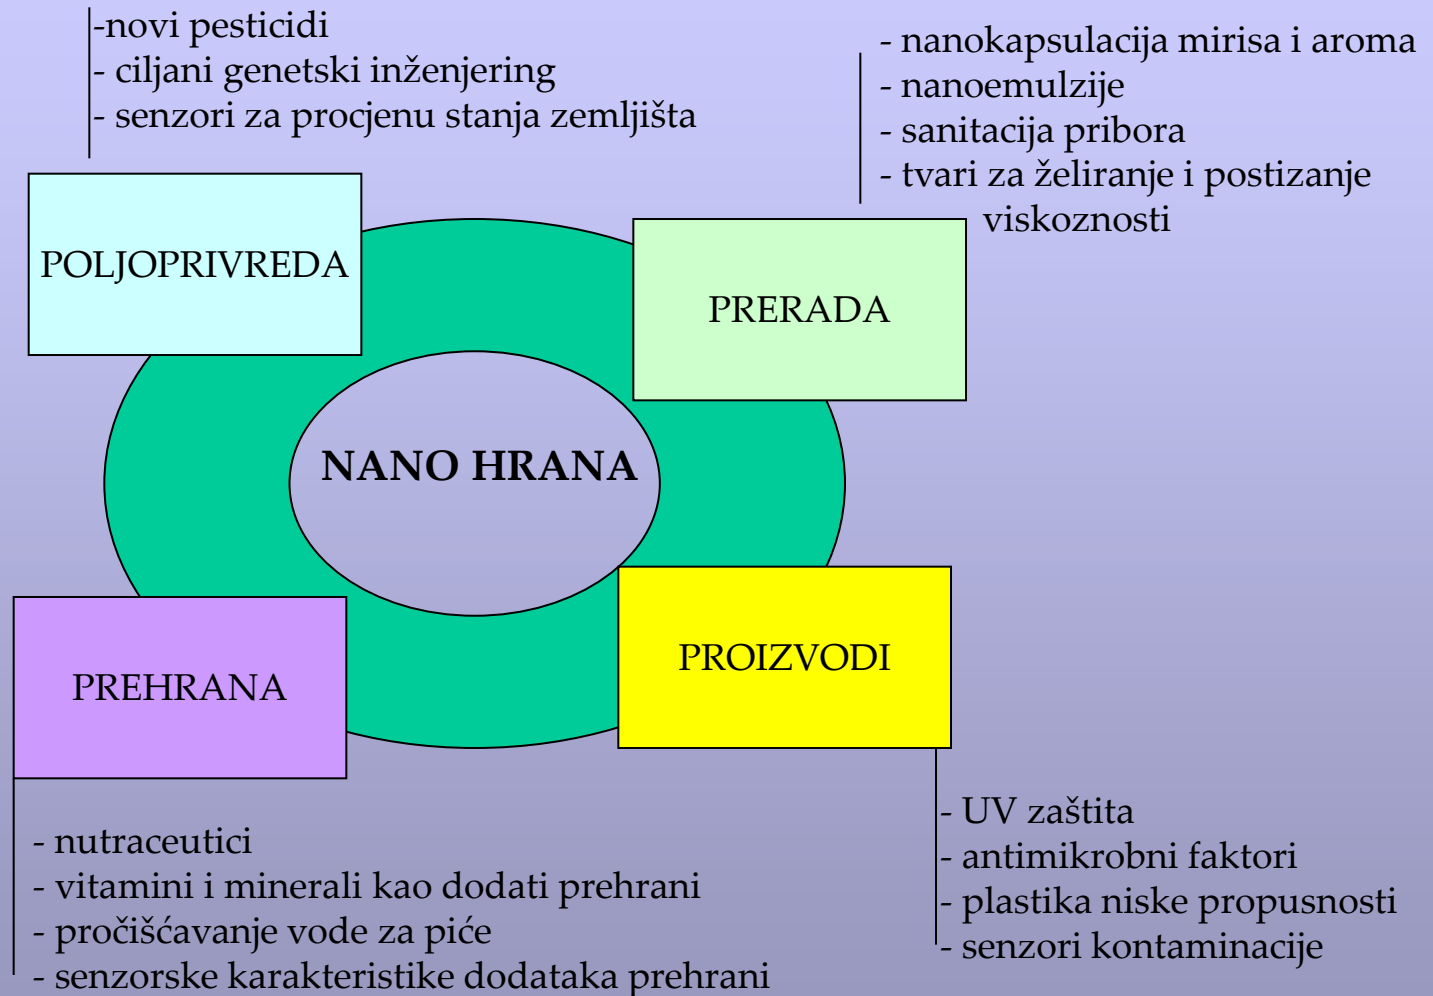 -novi pesticidi
- ciljani genetski inženjering
- senzori za procjenu stanja zemljišta
- nanokapsulacija mirisa i aroma
- nanoemulzije
- sanitacija pribora
- tvari za želiranje i postizanje
viskoznosti
POLJOPRIVREDA
PRERADA
NANO HRANA
PREHRANA
PROIZVODI
- nutraceutici
- vitamini i minerali kao dodati prehrani
- pročišćavanje vode za piće
- senzorske karakteristike dodataka prehrani
- UV zaštita
- antimikrobni faktori
- plastika niske propusnosti
- senzori kontaminacije